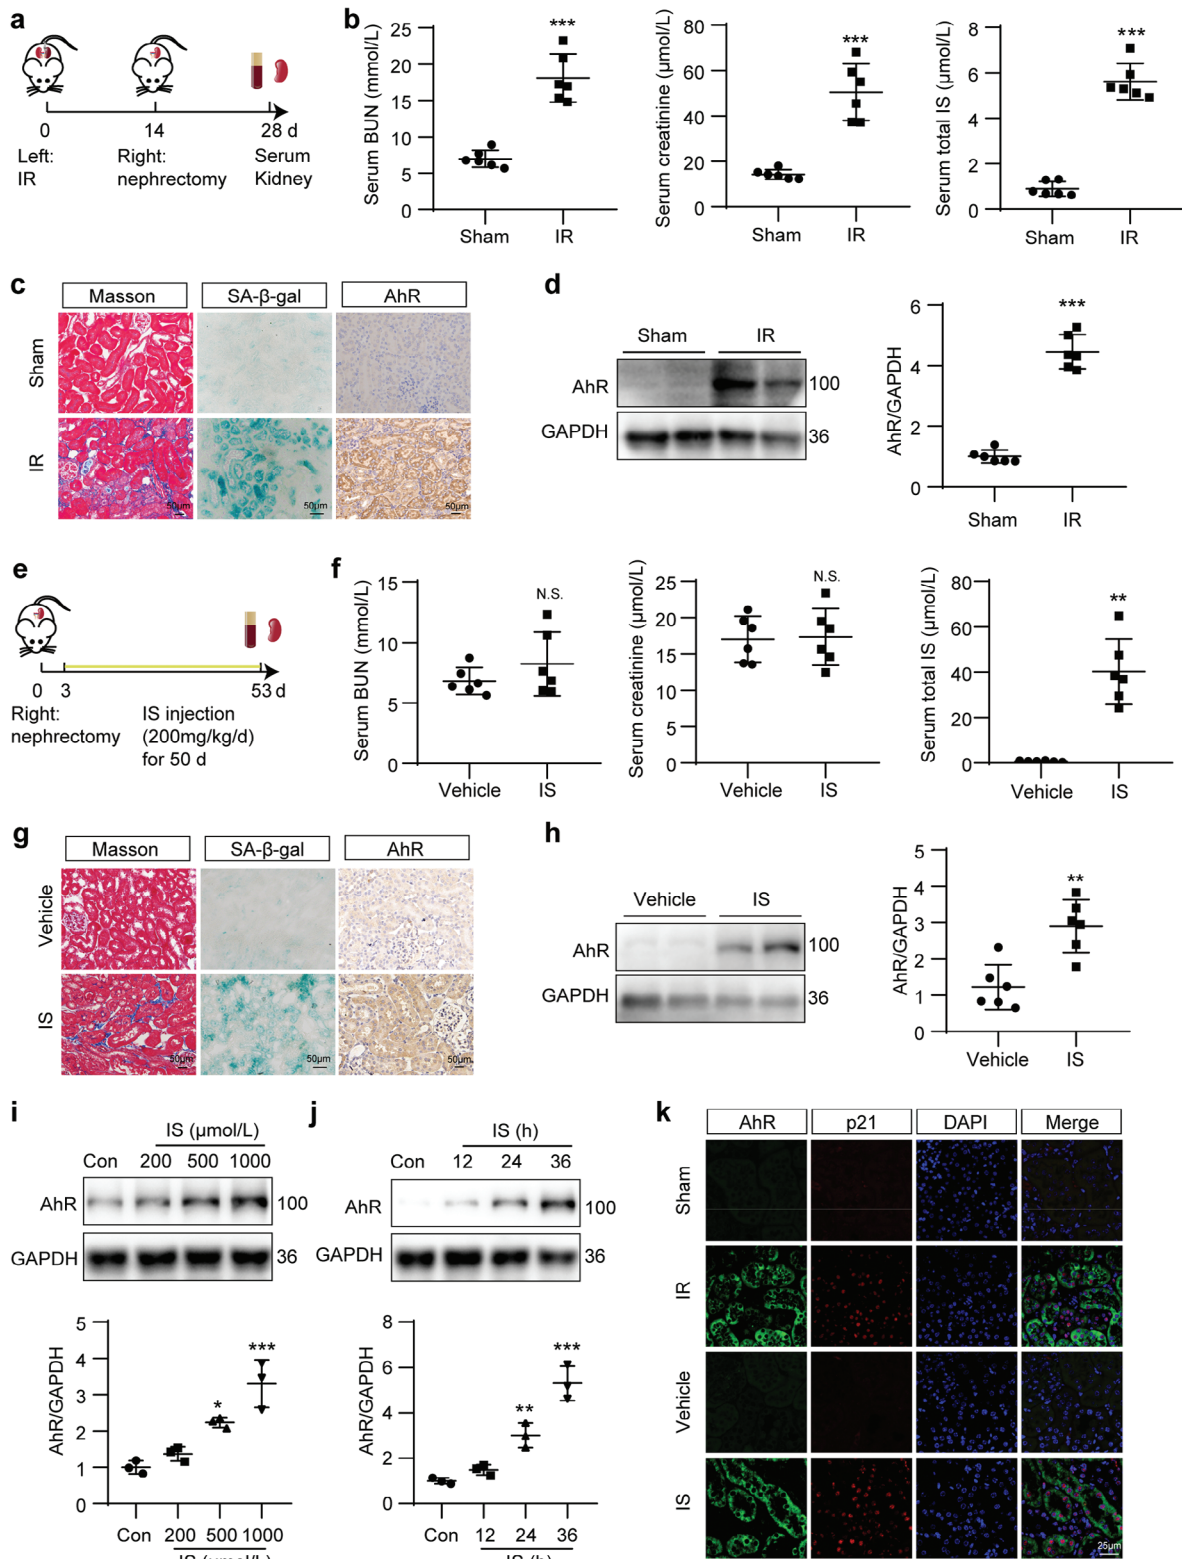 a
0
14
28 d
Left:
IR
Right:
nephrectomy
Serum
Kidney
b
Serum BUN (mmol/L)
25
20
15
10
5
0
***
Sham
IR
Serum creatinine (μmol/L)
80
60
40
20
0
***
Sham
IR
Serum total IS (μmol/L)
8
6
4
2
0
***
Sham
IR
c
Masson
SA-β-gal
AhR
Sham
IR
50μm
50μm
50μm
d
Sham
IR
AhR
100
GAPDH
36
AhR/GAPDH
6
4
2
0
***
Sham
IR
e
0
3
53 d
Right:
nephrectomy
IS injection
(200mg/kg/d)
for 50 d
f
Serum BUN (mmol/L)
15
10
5
0
N.S.
Vehicle
IS
Serum creatinine (μmol/L)
25
20
15
10
5
0
N.S.
Vehicle
IS
Serum total IS (μmol/L)
80
60
40
20
0
**
Vehicle
IS
g
Masson
SA-β-gal
AhR
Vehicle
IS
50μm
50μm
50μm
h
Vehicle
IS
AhR
100
GAPDH
36
AhR/GAPDH
5
4
3
2
1
0
**
Vehicle
IS
i
IS (μmol/L)
Con 200 500 1000
AhR
100
GAPDH
36
AhR/GAPDH
5
4
3
2
1
0
*
***
Con 200 500 1000
IS (μmol/L)
j
IS (h)
Con 12 24 36
AhR
100
GAPDH
36
AhR/GAPDH
8
6
4
2
0
**
***
Con 12 24 36
IS (h)
k
AhR
p21
DAPI
Merge
Sham
IR
Vehicle
IS
25μm